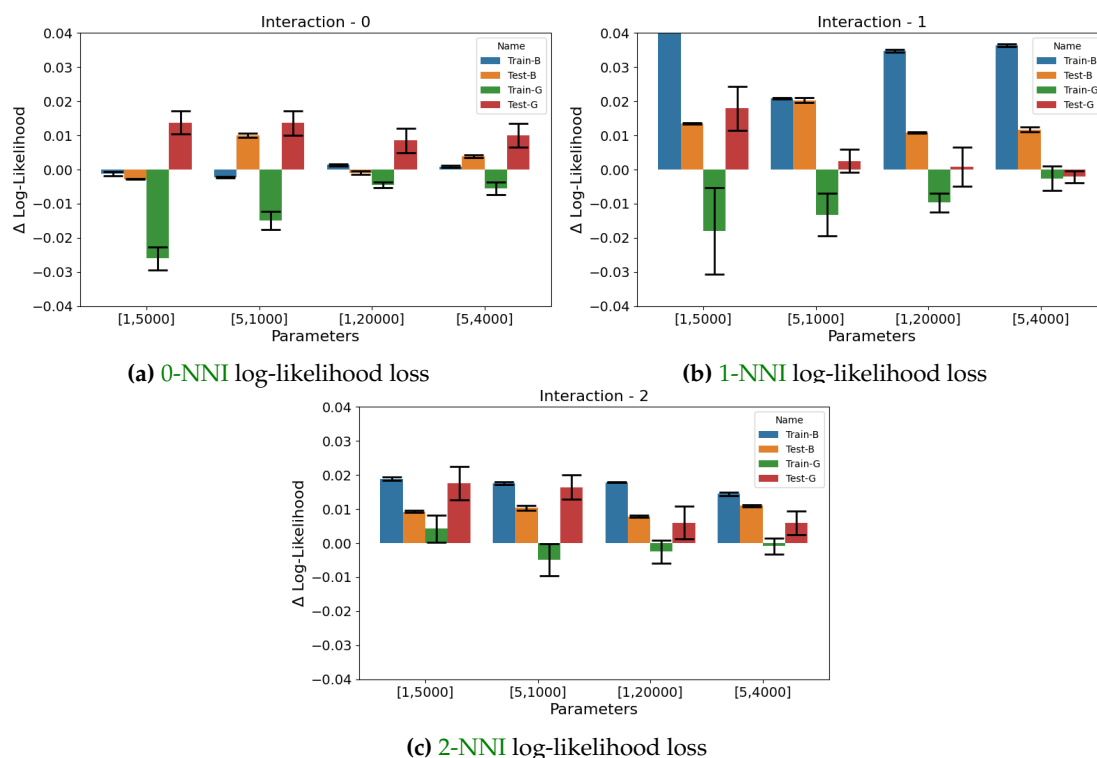 Interaction - 0
0.04
0.03
0.02
0.01
0.00
−0.01
−0.02
−0.03
−0.04
Δ Log-Likelihood
Name
Train-B
Test-B
Train-G
Test-G
[1,5000] [5,1000] [1,20000] [5,4000]
Parameters
(a) 0-NNI log-likelihood loss
Interaction - 1
0.04
0.03
0.02
0.01
0.00
−0.01
−0.02
−0.03
−0.04
Δ Log-Likelihood
Name
Train-B
Test-B
Train-G
Test-G
[1,5000] [5,1000] [1,20000] [5,4000]
Parameters
(b) 1-NNI log-likelihood loss
Interaction - 2
0.04
0.03
0.02
0.01
0.00
−0.01
−0.02
−0.03
−0.04
Δ Log-Likelihood
Name
Train-B
Test-B
Train-G
Test-G
[1,5000] [5,1000] [1,20000] [5,4000]
Parameters
(c) 2-NNI log-likelihood loss